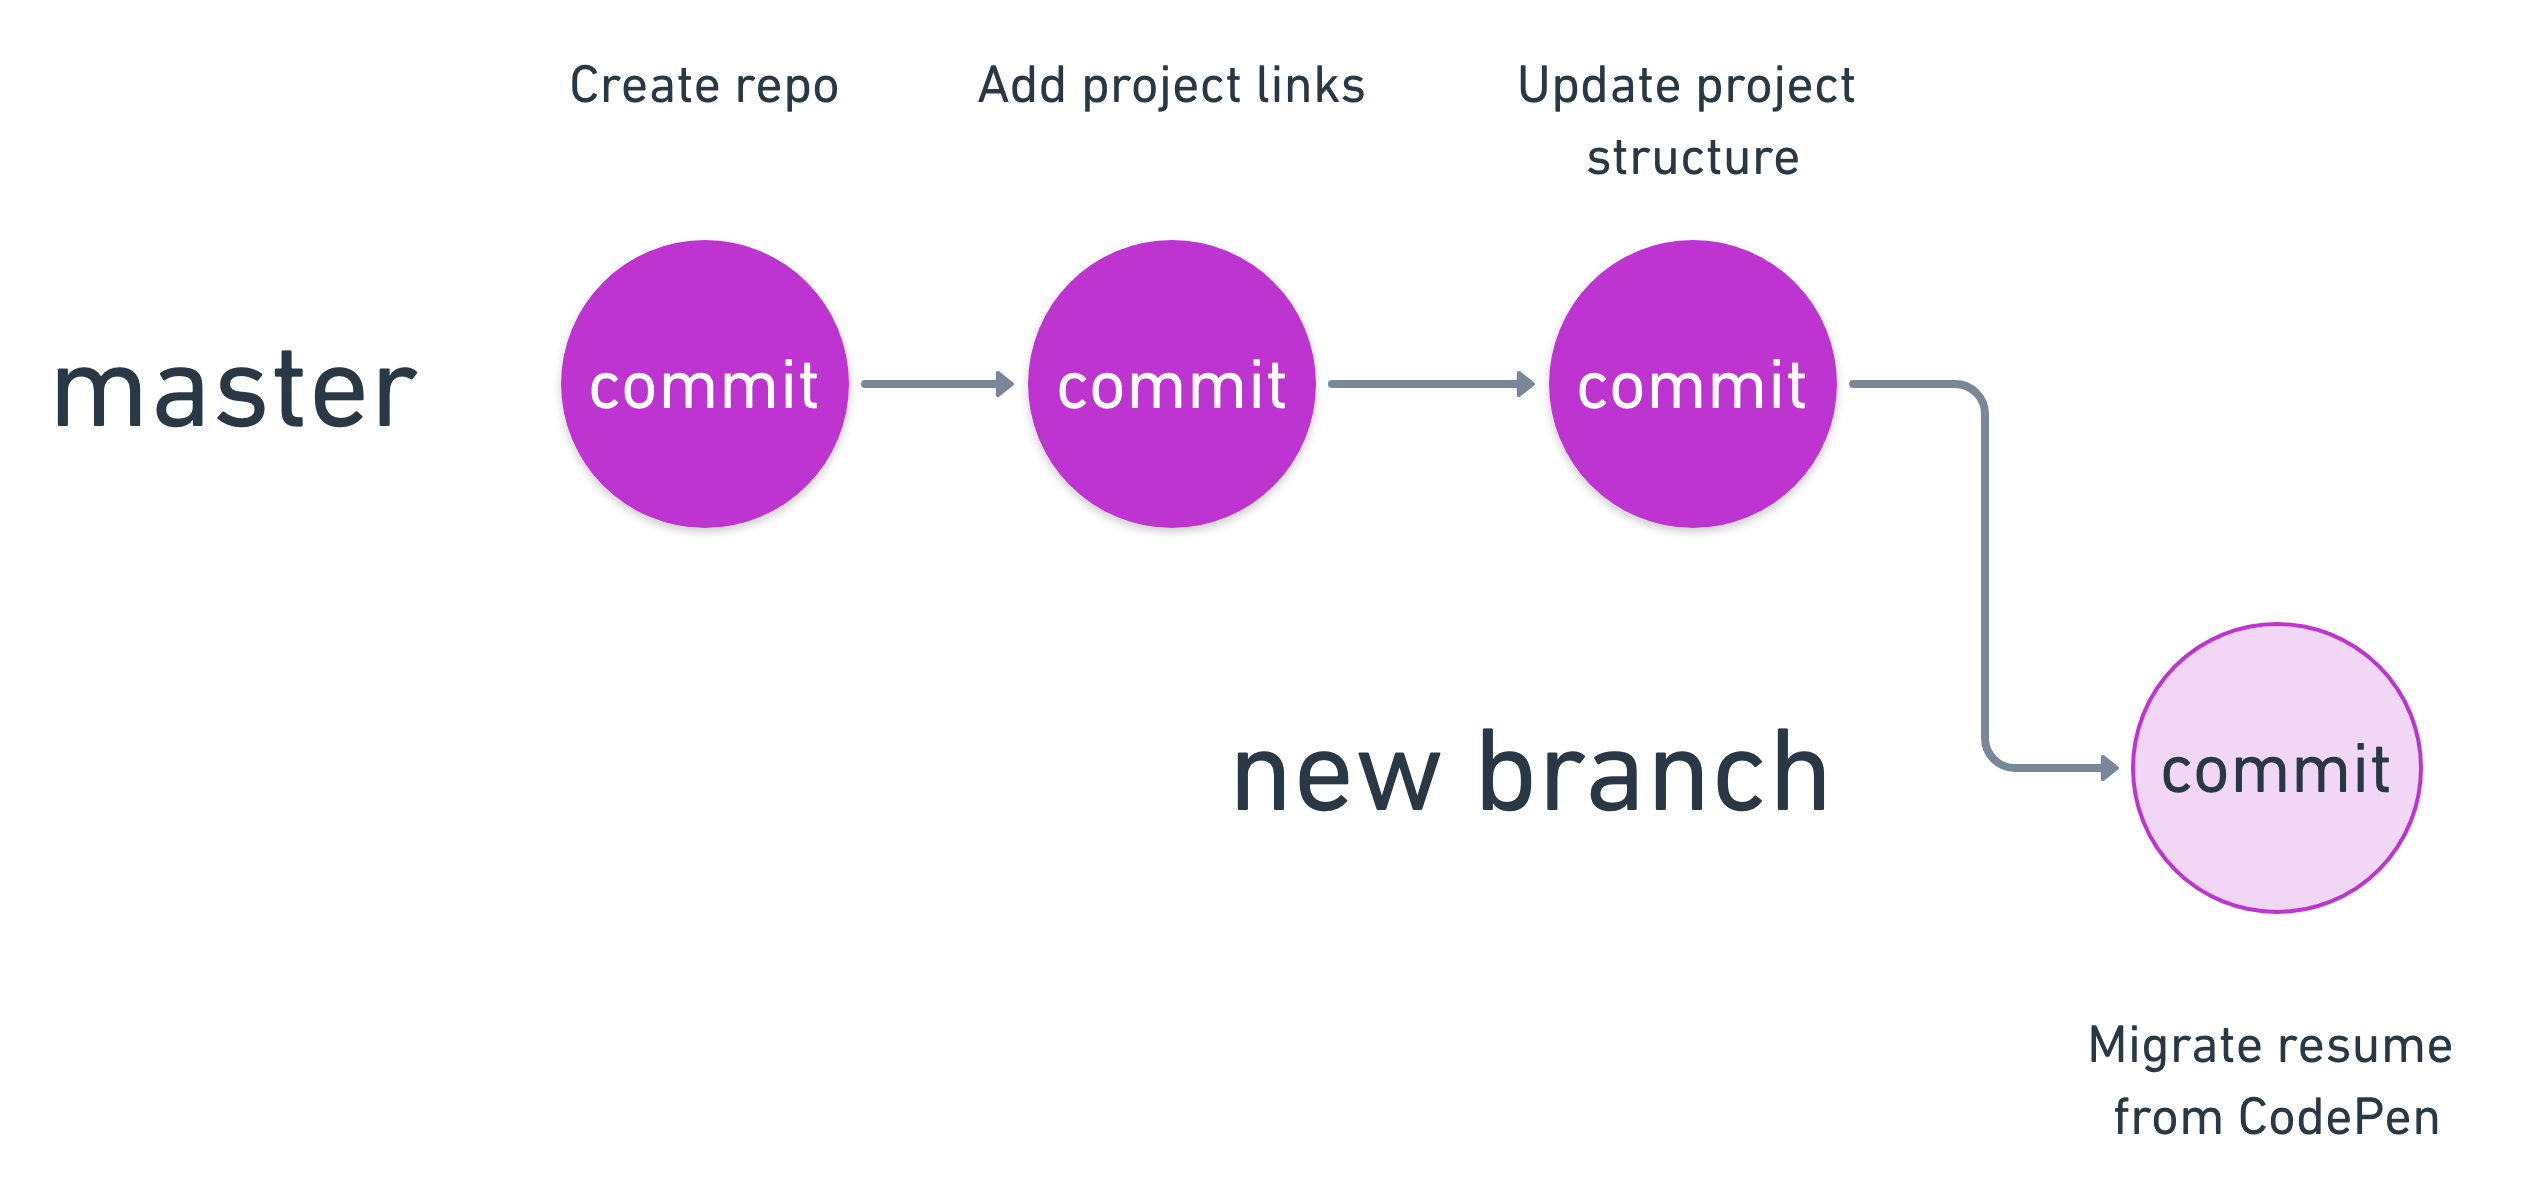 Create repo
Add project links
Update project
structure
master
commit
commit
commit
new branch
commit
Migrate resume
from CodePen